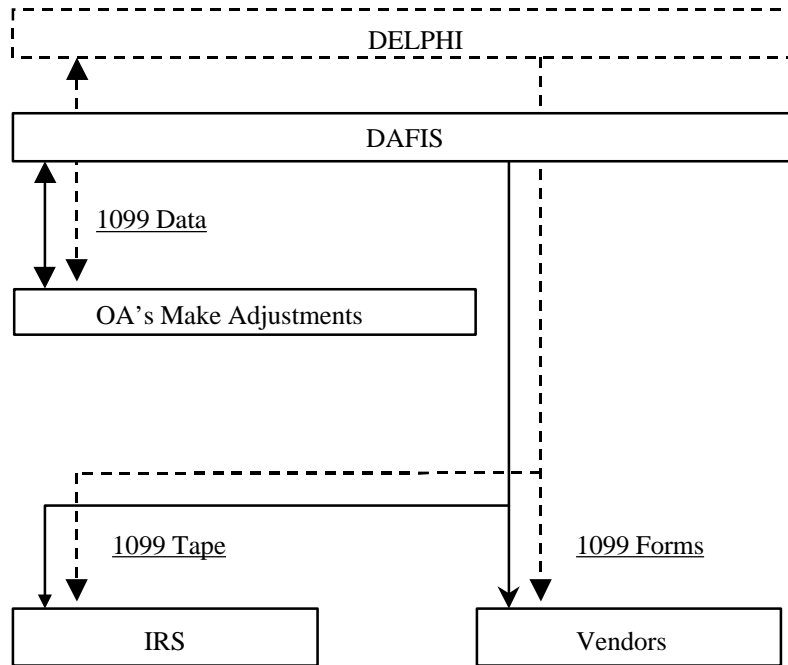 DELPHI
DAFIS
1099 Data
OA's Make Adjustments
1099 Tape
1099 Forms
IRS
Vendors